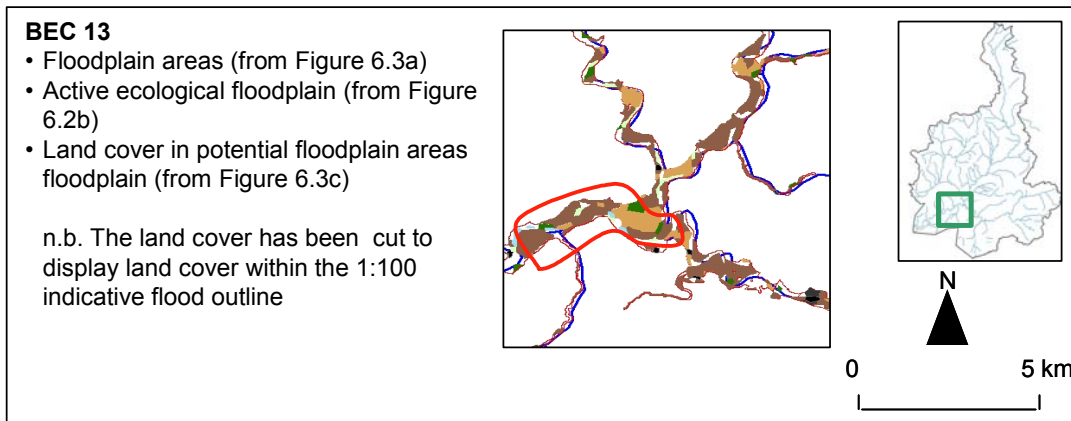 BEC 13
• Floodplain areas (from Figure 6.3a)
• Active ecological floodplain (from Figure
6.2b)
• Land cover in potential floodplain areas
floodplain (from Figure 6.3c)
n.b. The land cover has been cut to
display land cover within the 1:100
indicative flood outline
N
0 5 km